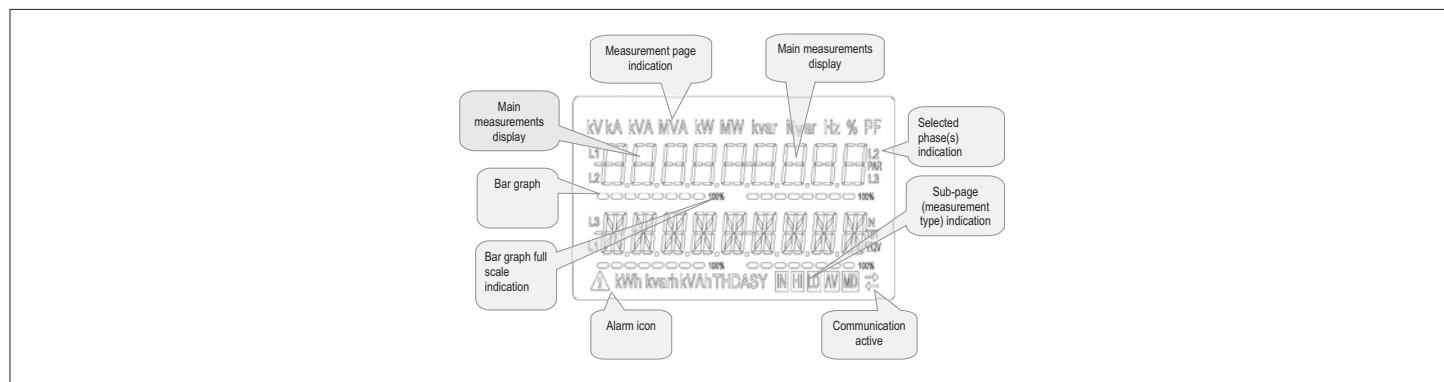 Measurement page
indication
Main measurements
display
Main
measurements
display
kV kA kVA MVA kW MW kvar Mvar Hz % PF
L1
L2
L2
PAR
L3
Selected
phase(s)
indication
Bar graph
100%
100%
Sub-page
(measurement
type) indication
L3
L1
N
EQV
Bar graph full
scale
indication
100%
100%
kWh kvarh kVAh THD ASY IN HI LO AV MD
Alarm icon
Communication
active